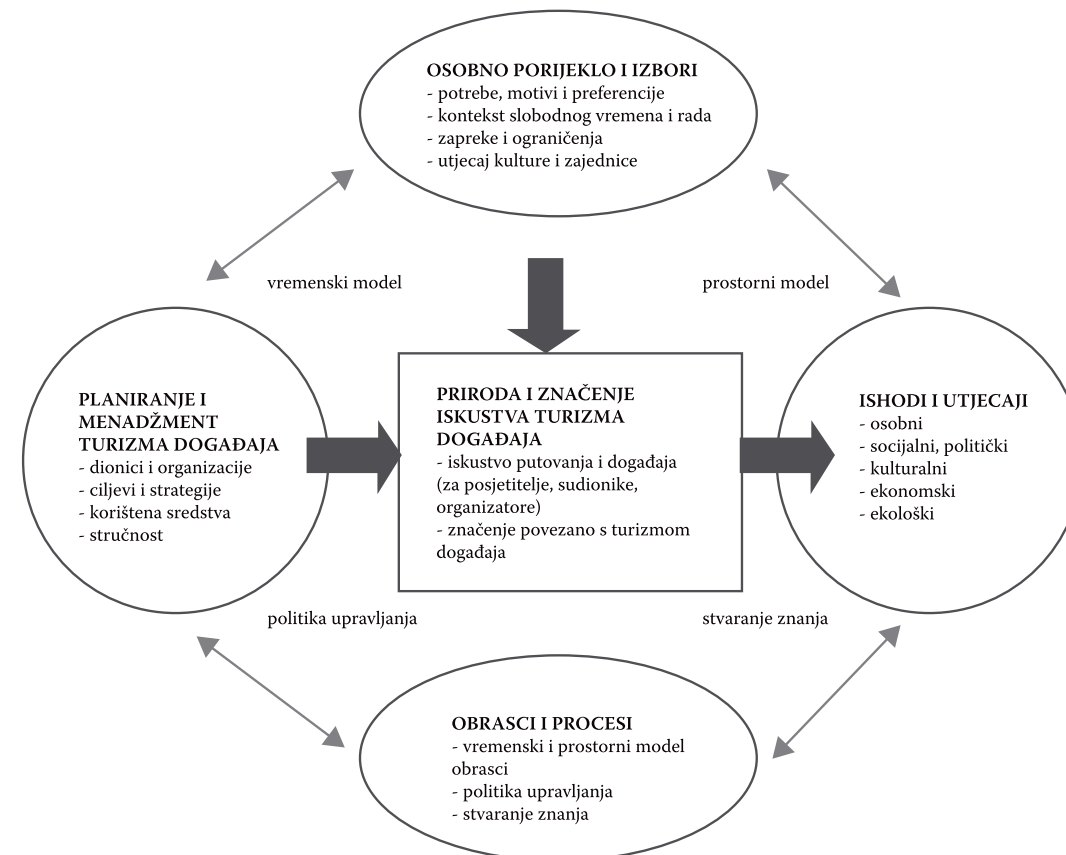 OSOBNO PORIJEKLO I IZBORI
- potrebe, motivi i preferencije
- kontekst slobodnog vremena i rada
- zapreke i ograničenja
- utjecaj kulture i zajednice
vremenski model
prostorni model
PLANIRANJE I
MENADŽMENT
TURIZMA DOGAĐAJA
- dionici i organizacije
- ciljevi i strategije
- korištena sredstva
- stručnost
PRIRODA I ZNAČENJE
ISKUSTVA TURIZMA
DOGAĐAJA
- iskustvo putovanja i događaja
(za posjetitelje, sudionike,
organizatore)
- značenje povezano s turizmom
događaja
ISHODI I UTJECAJI
- osobni
- socijalni, politički
- kulturalni
- ekonomski
- ekološki
politika upravljanja
stvaranje znanja
OBRASCI I PROCESI
- vremenski i prostorni model
obrasci
- politika upravljanja
- stvaranje znanja